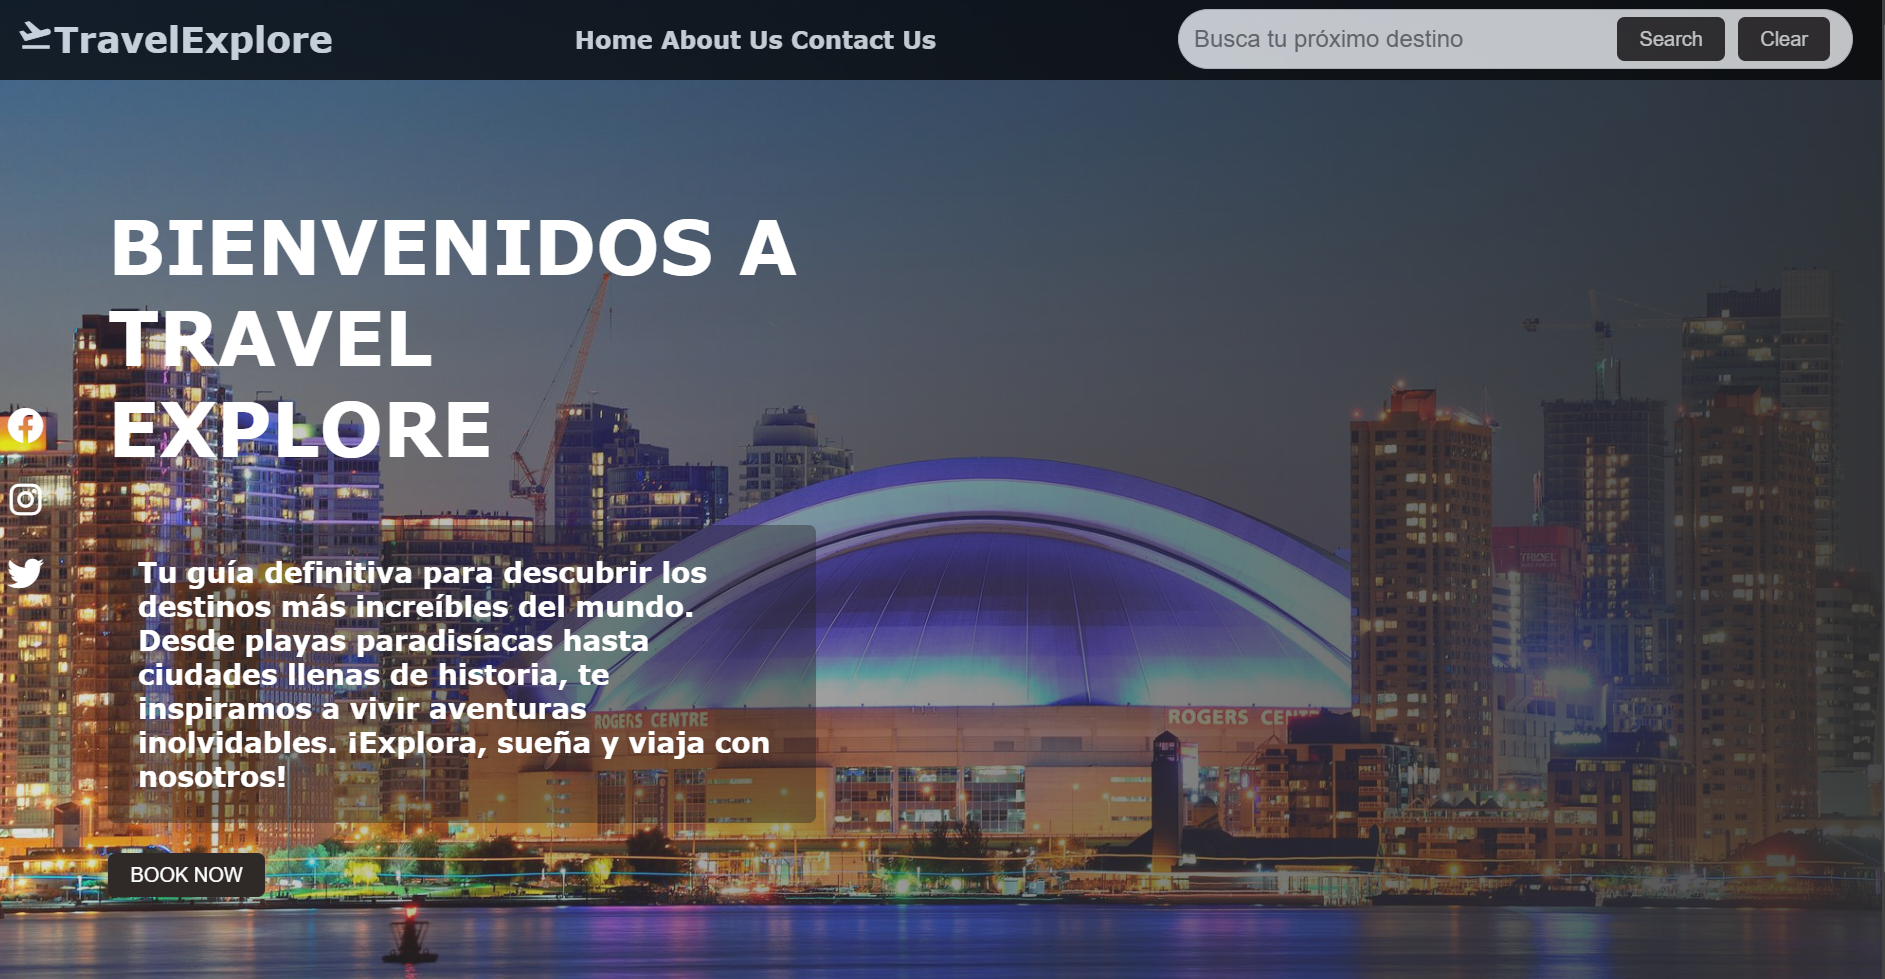 TravelExplore
Home About Us Contact Us
Busca tu próximo destino
Search
Clear
BIENVENIDOS A
TRAVEL
EXPLORE
Tu guía definitiva para descubrir los
destinos más increíbles del mundo.
Desde playas paradisíacas hasta
ciudades llenas de historia, te
inspiramos a vivir aventuras
inolvidables. ¡Explora, sueña y viaja con
nosotros!
ROGERS CENTRE
ROGERS
TRIDEL
BOOK NOW